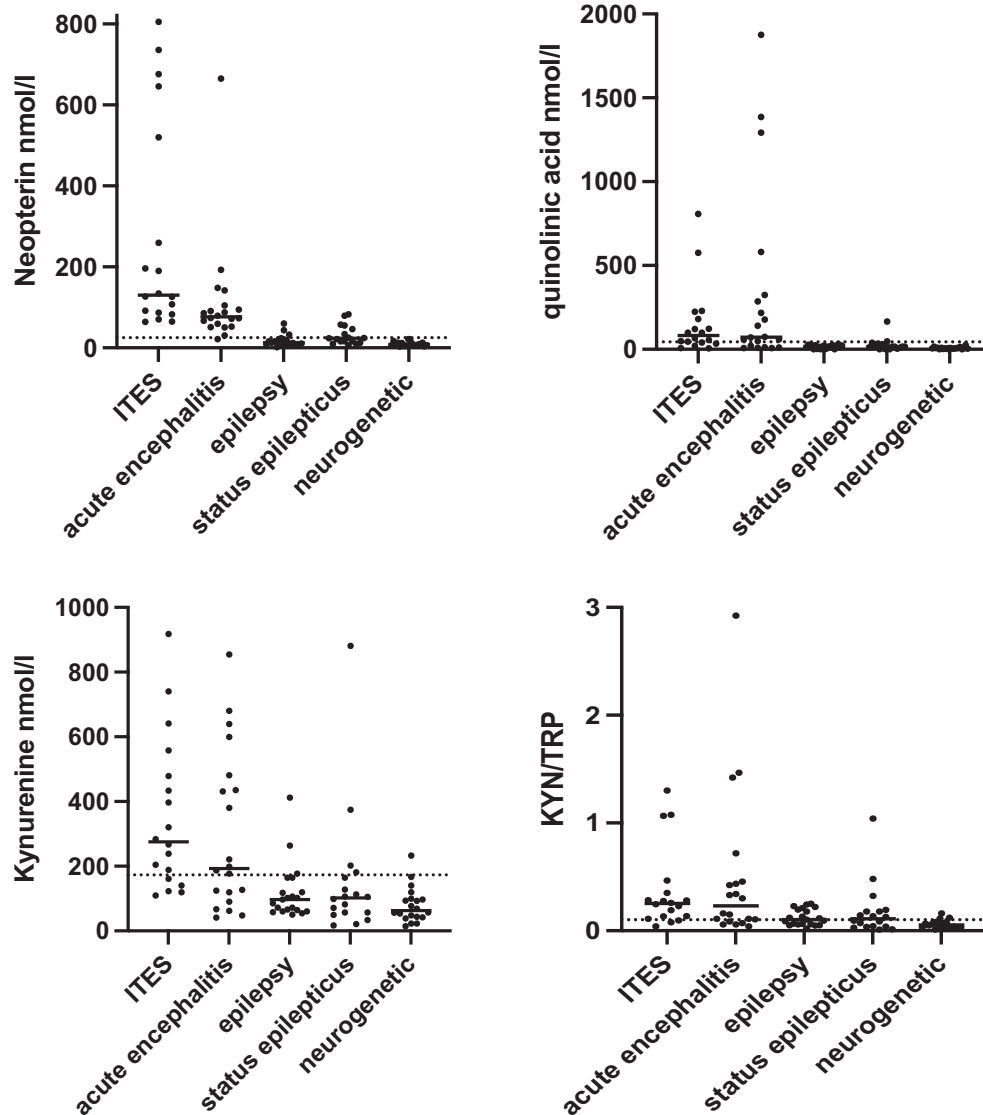 Neopterin nmol/l
800
600
400
200
0
ITES
acute encephalitis
epilepsy
status epilepticus
neurogenetic
quinolinic acid nmol/l
2000
1500
1000
500
0
ITES
acute encephalitis
epilepsy
status epilepticus
neurogenetic
Kynurenine nmol/l
1000
800
600
400
200
0
ITES
acute encephalitis
epilepsy
status epilepticus
neurogenetic
KYN/TRP
3
2
1
0
ITES
acute encephalitis
epilepsy
status epilepticus
neurogenetic